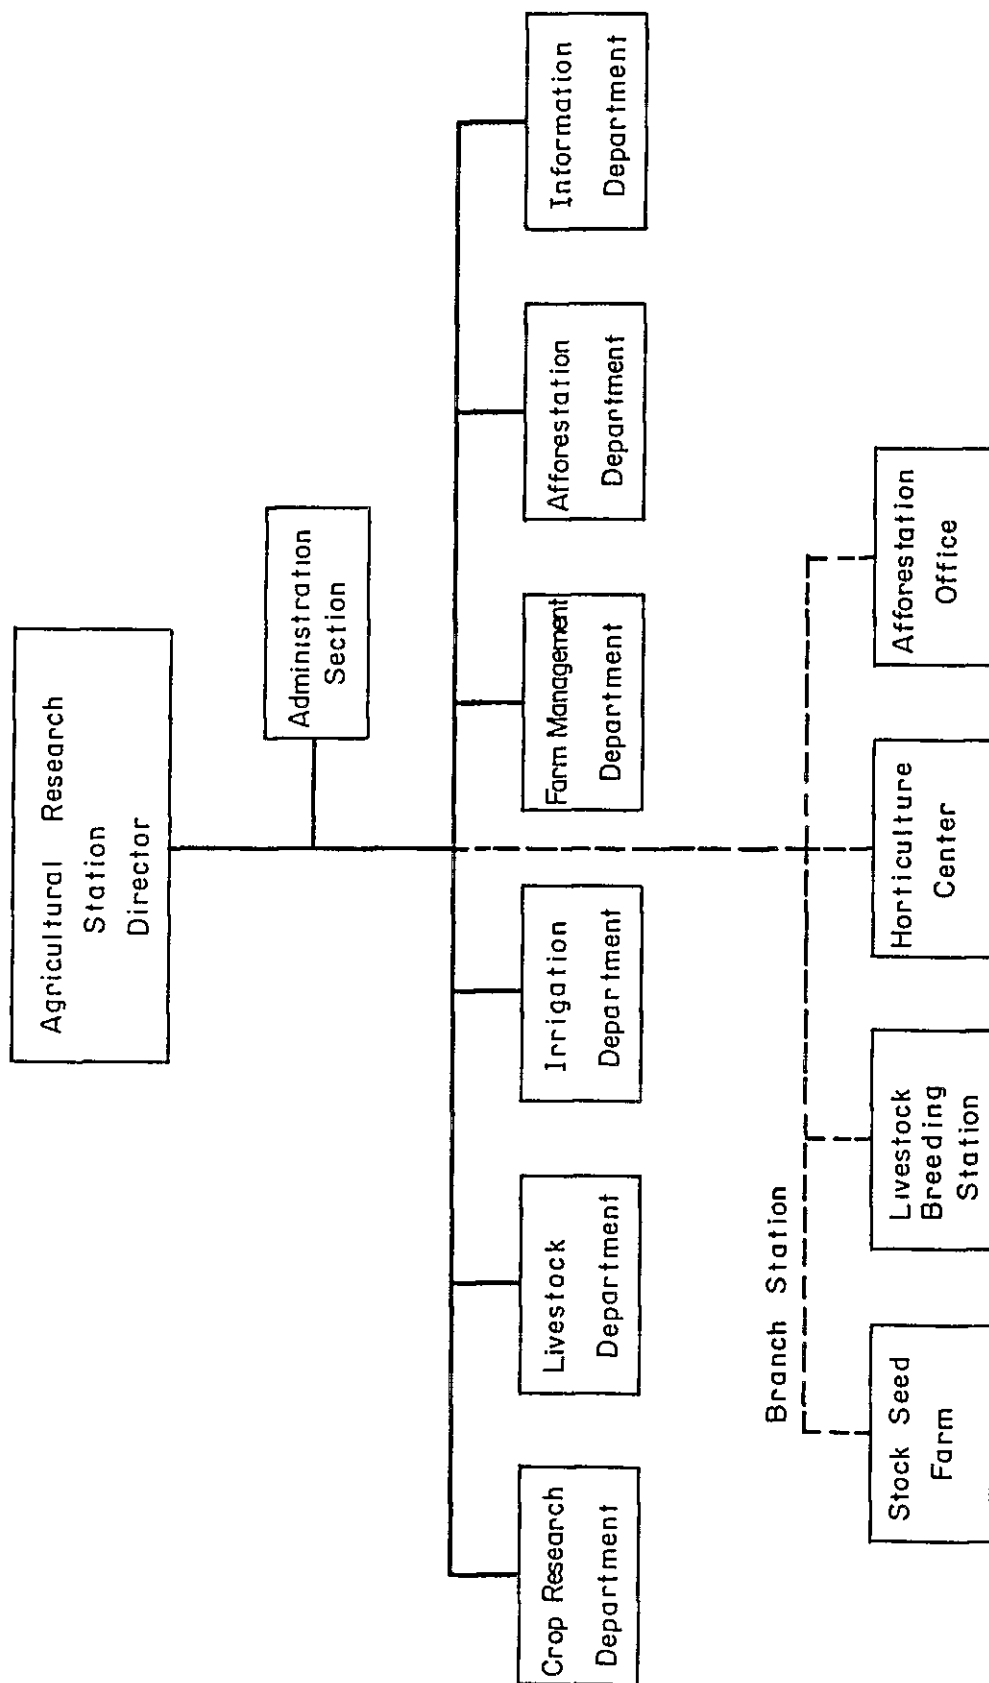 Agricultural Research
Station
Director
Administration
Section
Crop Research
Department
Livestock
Department
Irrigation
Department
Farm Management
Department
Afforestation
Department
Information
Department
Branch Station
Stock Seed
Farm
Livestock
Breeding
Station
Horticulture
Center
Afforestation
Office